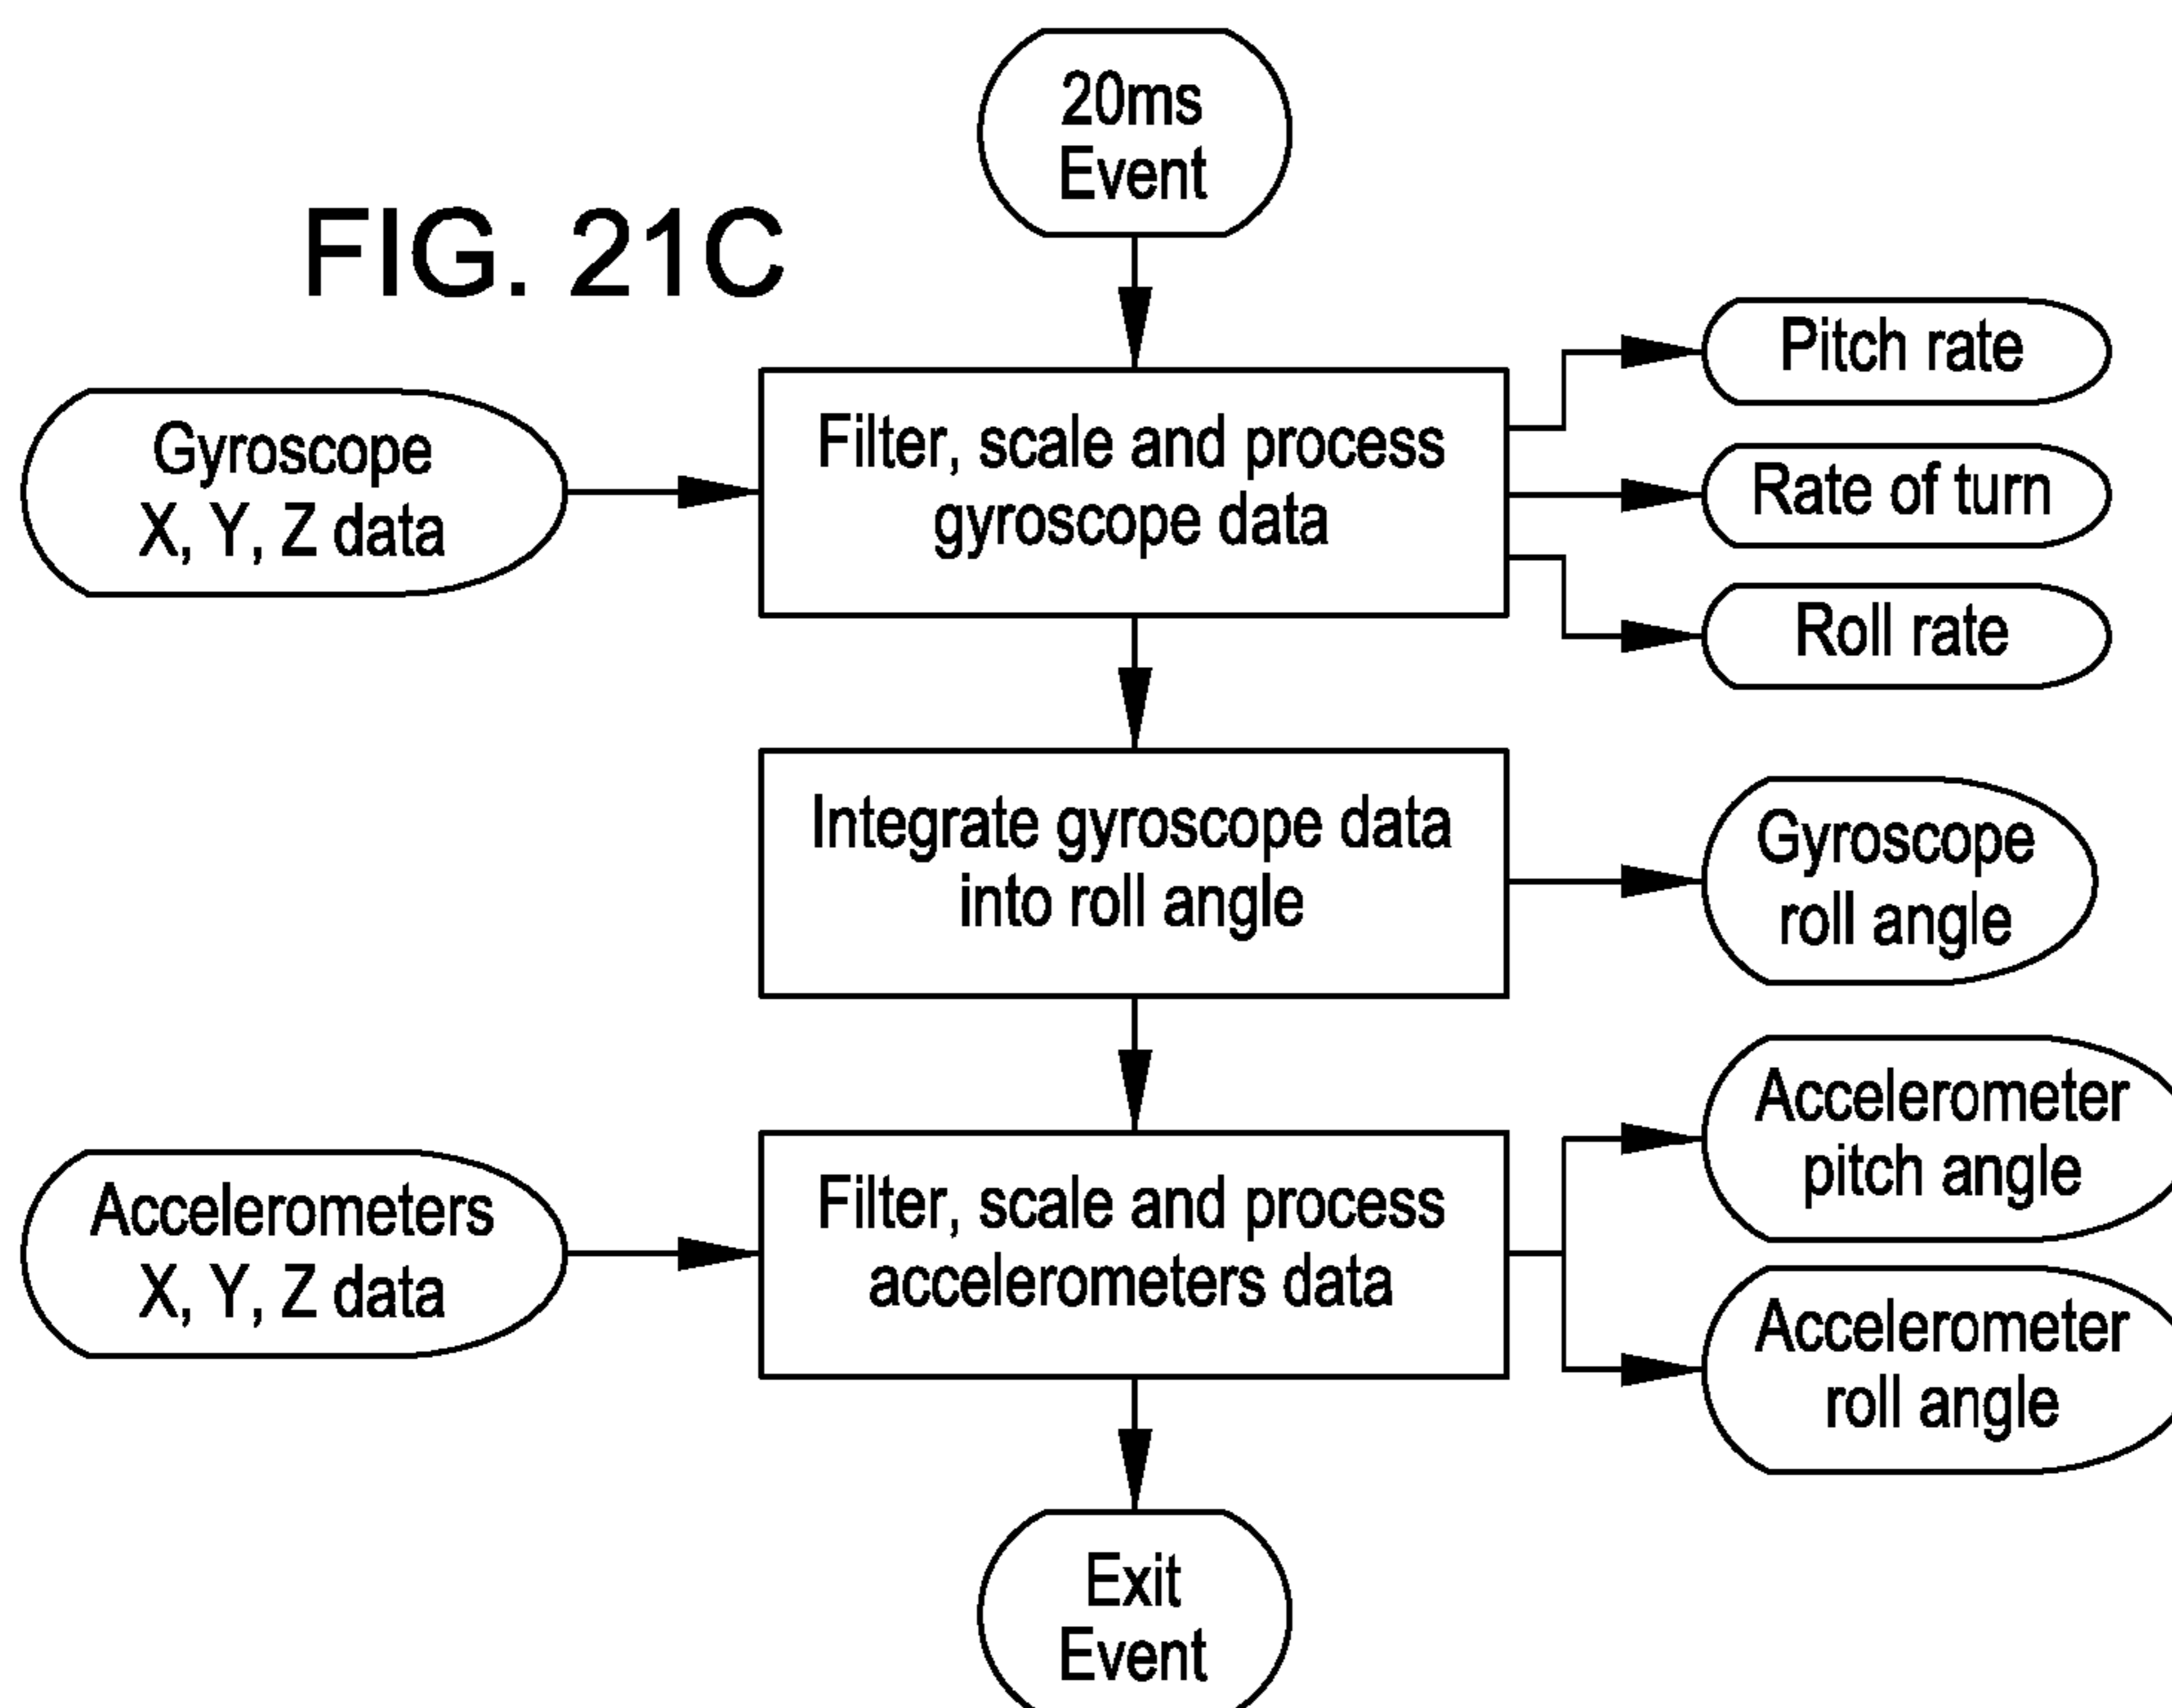 20ms
Event
FIG. 21C
Pitch rate
Gyroscope
X, Y, Z data
Filter, scale and process
gyroscope data
Rate of turn
Roll rate
Integrate gyroscope data
into roll angle
Gyroscope
roll angle
Accelerometer
pitch angle
Accelerometers
X, Y, Z data
Filter, scale and process
accelerometers data
Accelerometer
roll angle
Exit
Event